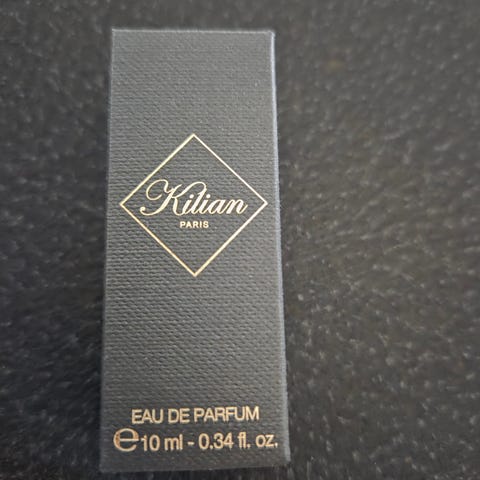 Kilian
PARIS
EAU DE PARFUM
℮10 ml - 0.34 fl. oz.